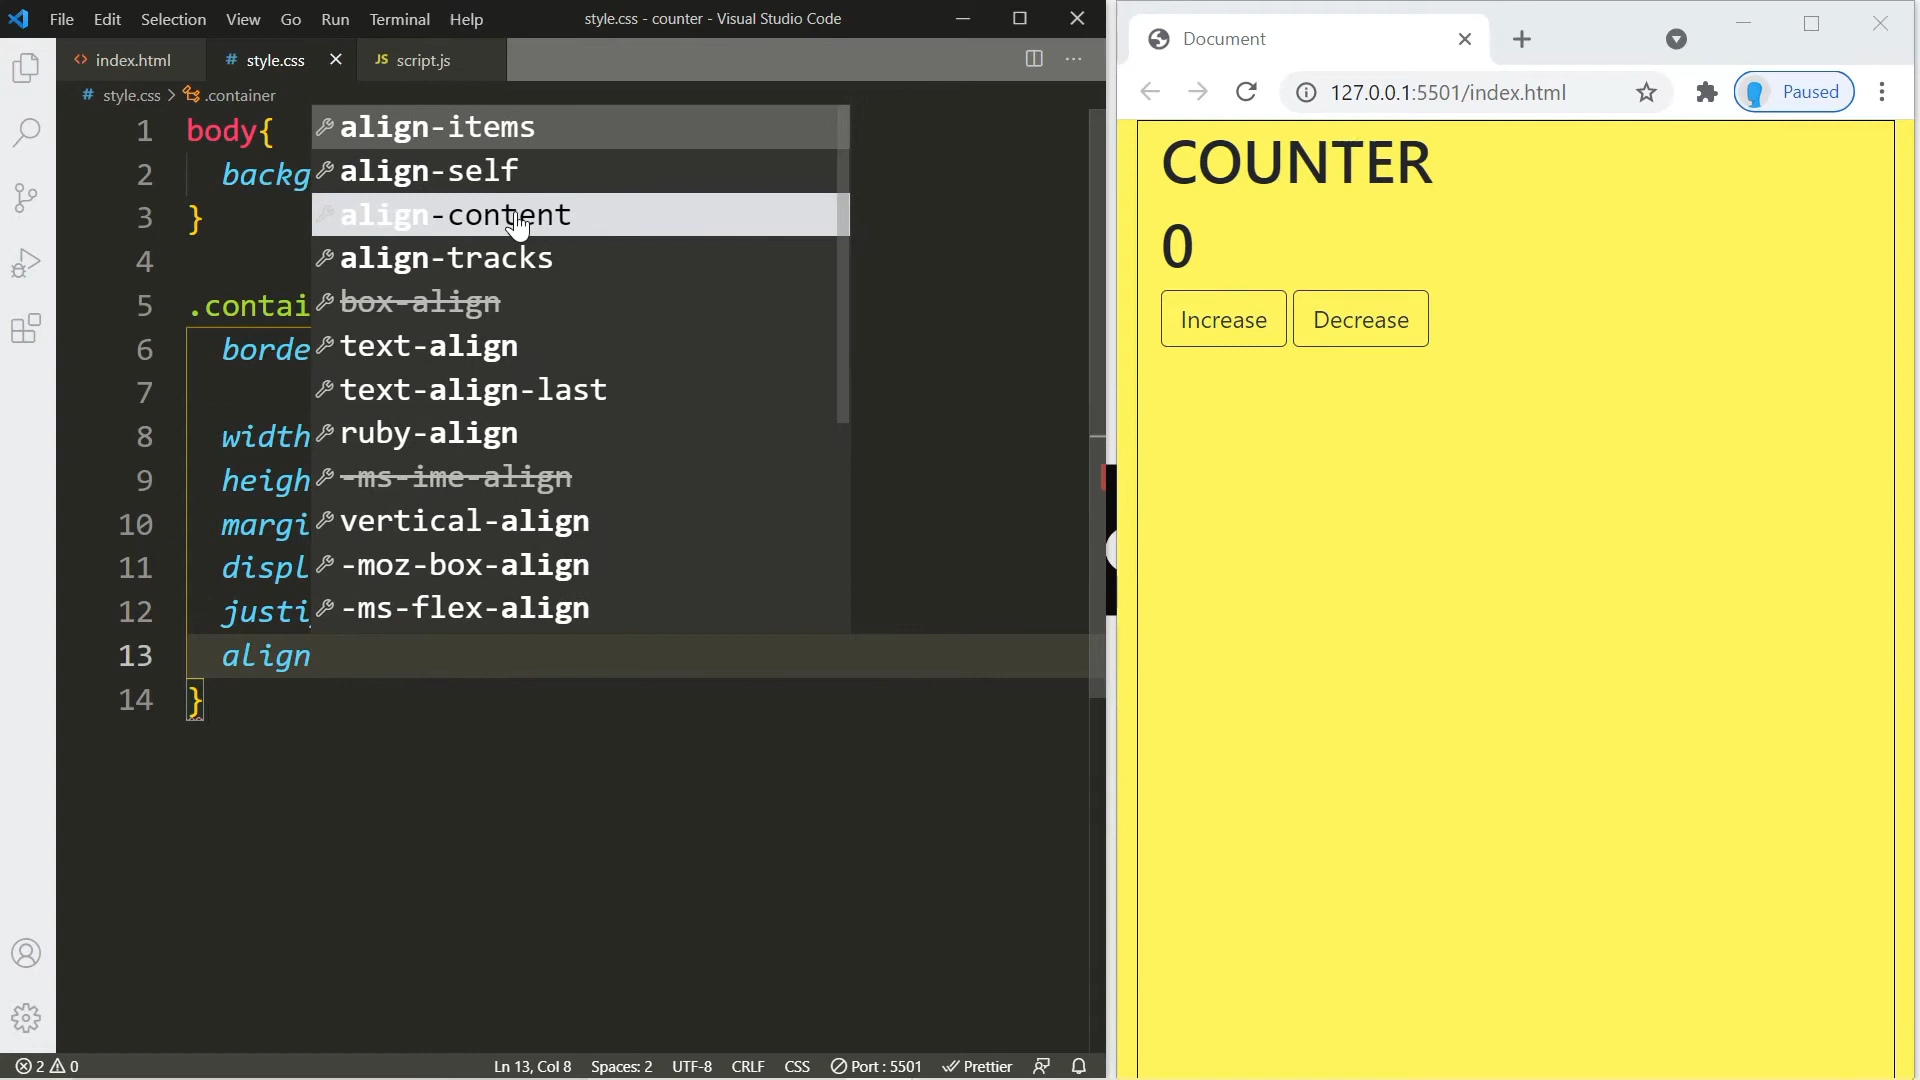 File Edit Selection View Go Run Terminal Help style.css - counter - Visual Studio Code
index.html # style.css JS script.js
# style.css > .container
1 body{
2 backg
3 }
4
5 .contai
6 borde
7
8 width
9 heigh
10 margi
11 displ
12 justi
13 align
14 }
align-items
align-self
align-content
align-tracks
box-align
text-align
text-align-last
ruby-align
-ms-ime-align
vertical-align
-moz-box-align
-ms-flex-align
2 0 Ln 13, Col 8 Spaces: 2 UTF-8 CRLF CSS Port : 5501 Prettier
Document
127.0.0.1:5501/index.html Paused
COUNTER
0
Increase Decrease